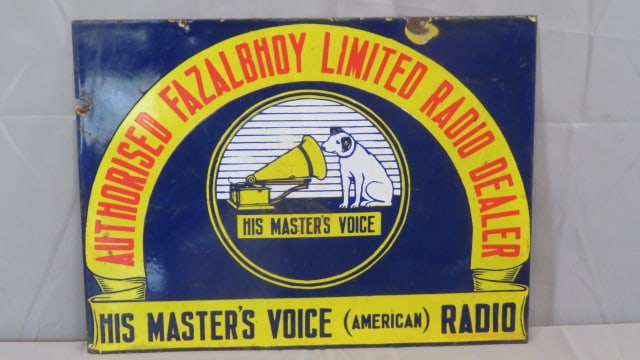 AUTHORISED FAZALBHOY LIMITED RADIO DEALER
HIS MASTER'S VOICE
HIS MASTER'S VOICE (AMERICAN) RADIO